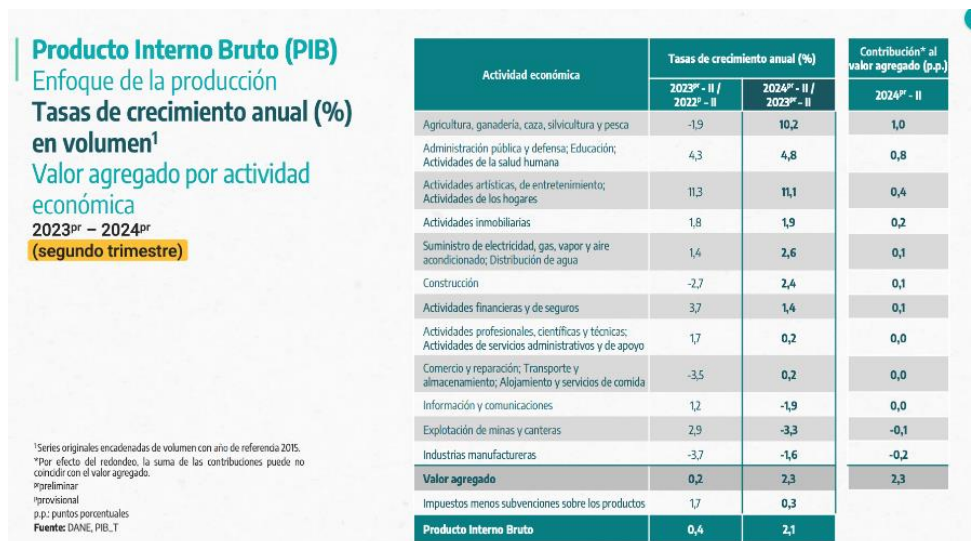 Producto Interno Bruto (PIB)
Enfoque de la producción
Tasas de crecimiento anual (%)
en volumen¹
Valor agregado por actividad
económica
2023ᵖʳ – 2024ᵖʳ
(segundo trimestre)
¹Series originales encadenadas de volumen con año de referencia 2015.
*Por efecto del redondeo, la suma de las contribuciones puede no
coincidir con el valor agregado.
ᵖʳpreliminar
ᵖprovisional
p.p.: puntos porcentuales
Fuente: DANE, PIB_T
Actividad económica
Tasas de crecimiento anual (%)
Contribución* al
valor agregado (p.p.)
2023ᵖʳ - II /
2022ᵖ - II
2024ᵖʳ - II /
2023ᵖʳ - II
2024ᵖʳ - II
Agricultura, ganadería, caza, silvicultura y pesca -1,9 10,2 1,0
Administración pública y defensa; Educación;
Actividades de la salud humana 4,3 4,8 0,8
Actividades artísticas, de entretenimiento;
Actividades de los hogares 11,3 11,1 0,4
Actividades inmobiliarias 1,8 1,9 0,2
Suministro de electricidad, gas, vapor y aire
acondicionado; Distribución de agua 1,4 2,6 0,1
Construcción -2,7 2,4 0,1
Actividades financieras y de seguros 3,7 1,4 0,1
Actividades profesionales, científicas y técnicas;
Actividades de servicios administrativos y de apoyo 1,7 0,2 0,0
Comercio y reparación; Transporte y
almacenamiento; Alojamiento y servicios de comida -3,5 0,2 0,0
Información y comunicaciones 1,2 -1,9 0,0
Explotación de minas y canteras 2,9 -3,3 -0,1
Industrias manufactureras -3,7 -1,6 -0,2
Valor agregado 0,2 2,3 2,3
Impuestos menos subvenciones sobre los productos 1,7 0,3
Producto Interno Bruto 0,4 2,1